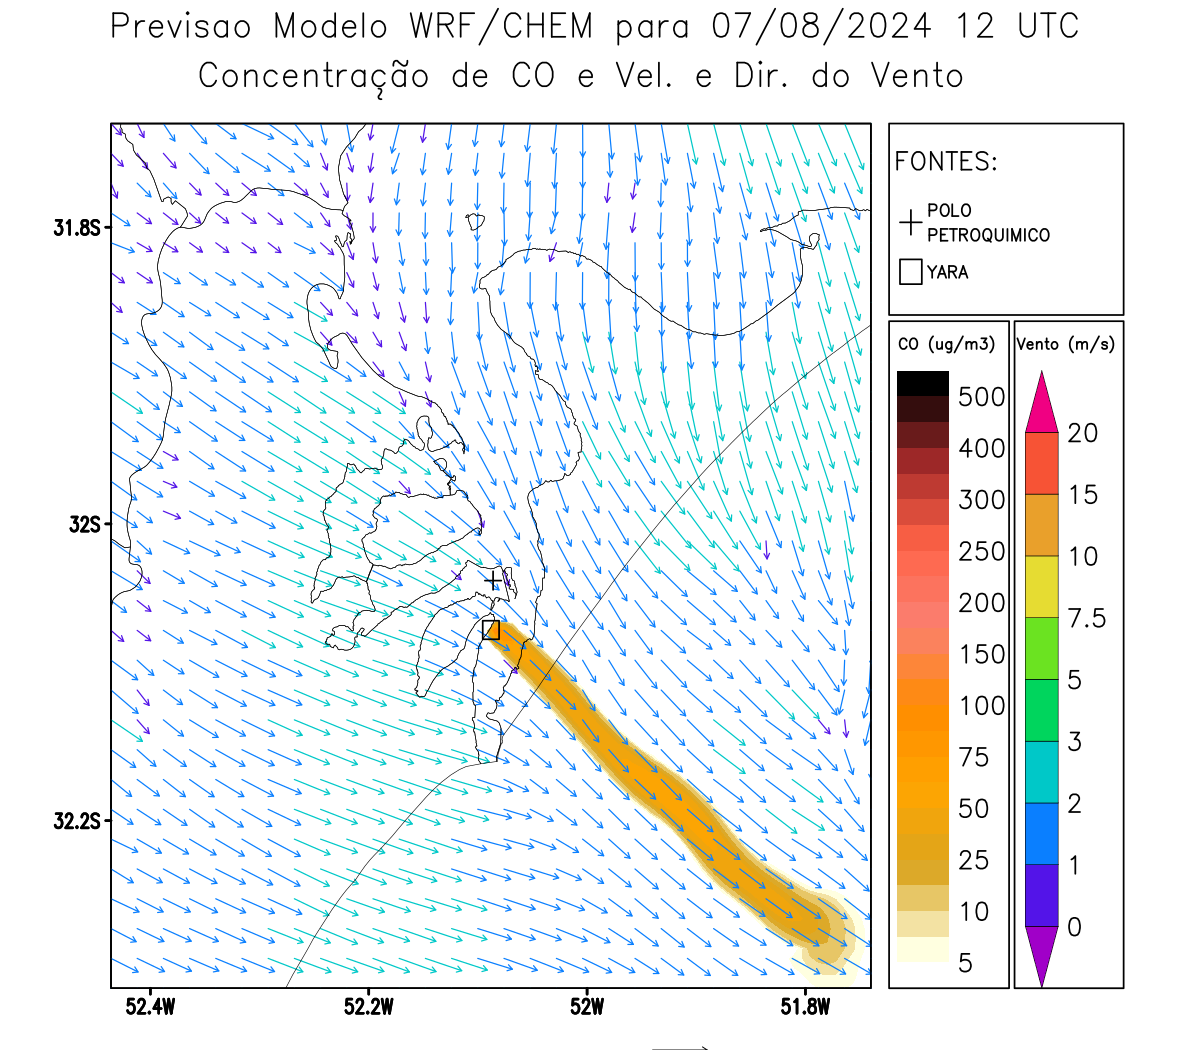 Previsao Modelo WRF/CHEM para 07/08/2024 12 UTC
Concentração de CO e Vel. e Dir. do Vento
FONTES:
POLO
PETROQUIMICO
YARA
CO (ug/m3)
500
400
300
250
200
150
100
75
50
25
10
5
Vento (m/s)
20
15
10
7.5
5
3
2
1
0
31.8S
32S
32.2S
52.4W
52.2W
52W
51.8W